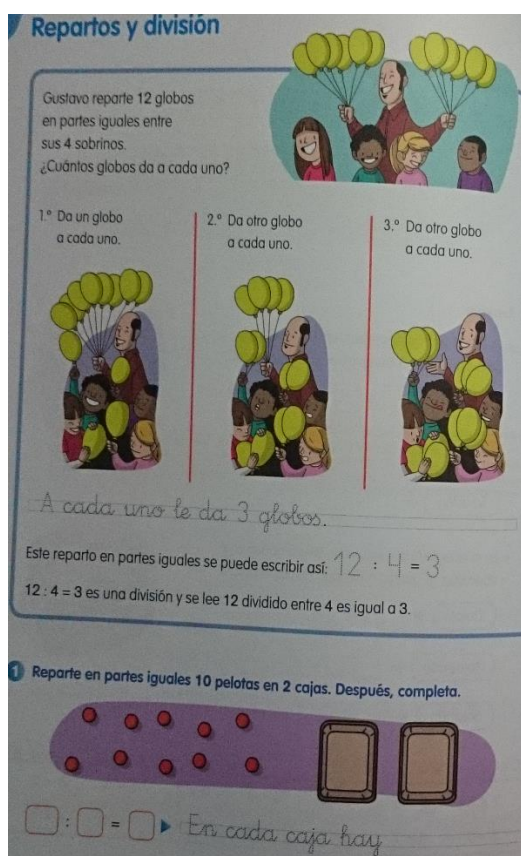 Repartos y división
Gustavo reparte 12 globos
en partes iguales entre
sus 4 sobrinos.
¿Cuántos globos da a cada uno?
1.º Da un globo
a cada uno.
2.º Da otro globo
a cada uno.
3.º Da otro globo
a cada uno.
A cada uno le da 3 globos.
Este reparto en partes iguales se puede escribir así: 12 : 4 = 3
12 : 4 = 3 es una división y se lee 12 dividido entre 4 es igual a 3.
1 Reparte en partes iguales 10 pelotas en 2 cajas. Después, completa.
: = En cada caja hay